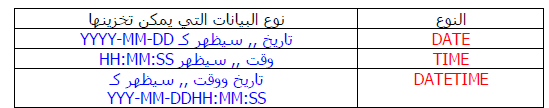 النوع نوع البيانات التي يمكن تخزينها
DATE تاريخ ,, سيظهر كـ YYYY-MM-DD
TIME وقت ,, سيظهر HH:MM:SS
DATETIME تاريخ ووقت ,, سيظهر كـ
YYY-MM-DDHH:MM:SS